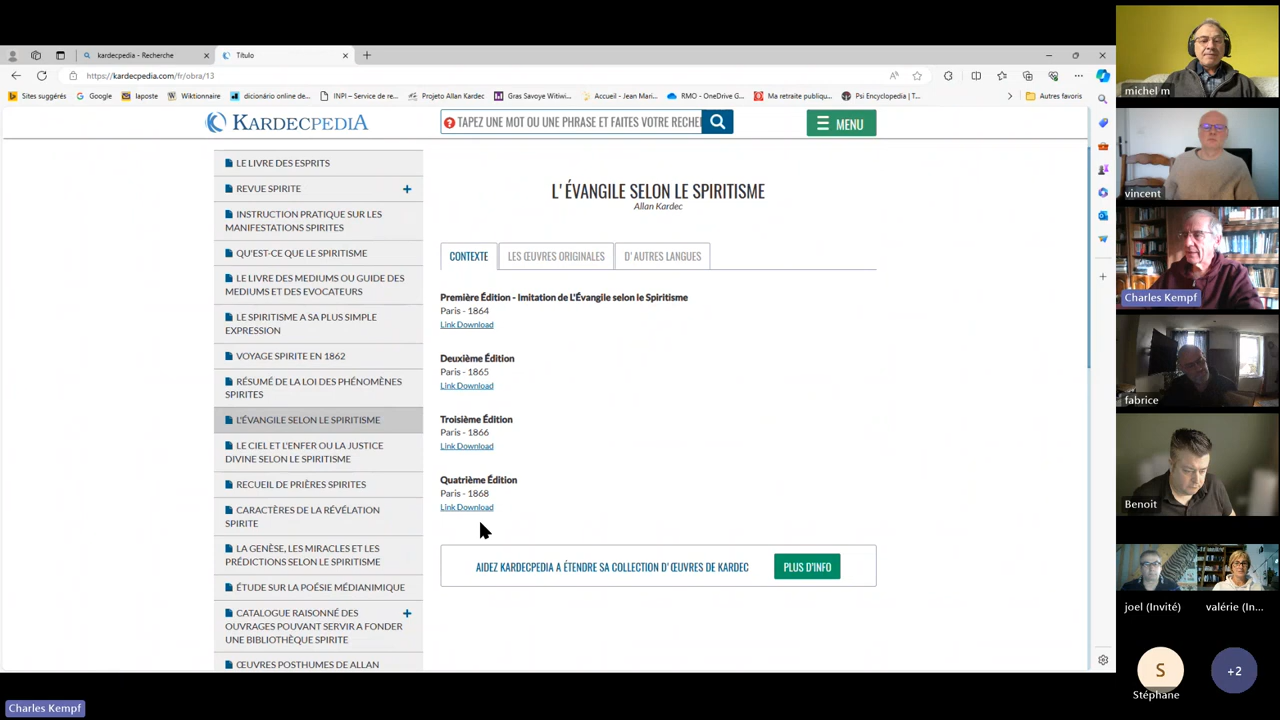 kardecpedia - Recherche
Título
https://kardecpedia.com/fr/obra/13
Sites suggérés
Google
laposte
Wiktionnaire
dicionário online de...
INPI – Service de re...
Projeto Allan Kardec
Gras Savoye Witiwi...
Accueil - Jean Mari...
RMO - OneDrive G...
Ma retraite publiqu...
Psi Encyclopedia | T...
Autres favoris
KARDECPEDIA
TAPEZ UNE MOT OU UNE PHRASE ET FAITES VOTRE RECHE
MENU
LE LIVRE DES ESPRITS
REVUE SPIRITE
INSTRUCTION PRATIQUE SUR LES
MANIFESTATIONS SPIRITES
QU'EST-CE QUE LE SPIRITISME
LE LIVRE DES MEDIUMS OU GUIDE DES
MEDIUMS ET DES EVOCATEURS
LE SPIRITISME A SA PLUS SIMPLE
EXPRESSION
VOYAGE SPIRITE EN 1862
RÉSUMÉ DE LA LOI DES PHÉNOMÈNES
SPIRITES
L'ÉVANGILE SELON LE SPIRITISME
LE CIEL ET L'ENFER OU LA JUSTICE
DIVINE SELON LE SPIRITISME
RECUEIL DE PRIÈRES SPIRITES
CARACTÈRES DE LA RÉVÉLATION
SPIRITE
LA GENÈSE, LES MIRACLES ET LES
PRÉDICTIONS SELON LE SPIRITISME
ÉTUDE SUR LA POÉSIE MÉDIANIMIQUE
CATALOGUE RAISONNÉ DES
OUVRAGES POUVANT SERVIR A FONDER
UNE BIBLIOTHÈQUE SPIRITE
ŒUVRES POSTHUMES DE ALLAN
L'ÉVANGILE SELON LE SPIRITISME
Allan Kardec
CONTEXTE
LES ŒUVRES ORIGINALES
D'AUTRES LANGUES
Première Édition - Imitation de L'Évangile selon le Spiritisme
Paris - 1864
Link Download
Deuxième Édition
Paris - 1865
Link Download
Troisième Édition
Paris - 1866
Link Download
Quatrième Édition
Paris - 1868
Link Download
AIDEZ KARDECPEDIA A ÉTENDRE SA COLLECTION D'ŒUVRES DE KARDEC
PLUS D'INFO
michel m
vincent
Charles Kempf
fabrice
Benoit
joel (Invité)
valérie (In...
S
+2
Stéphane
Charles Kempf